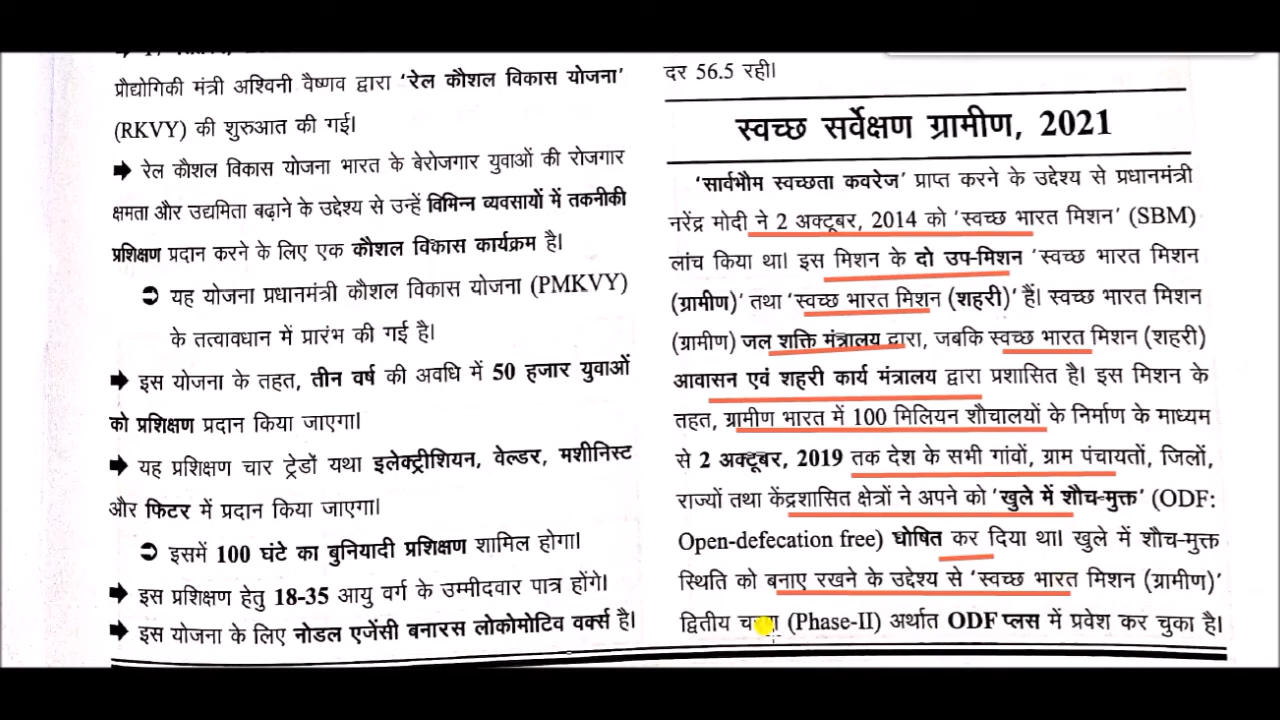 प्रौद्योगिकी मंत्री अश्विनी वैष्णव द्वारा ‘रेल कौशल विकास योजना’
(RKVY) की शुरुआत की गई।
➡ रेल कौशल विकास योजना भारत के बेरोजगार युवाओं की रोजगार
क्षमता और उद्यमिता बढ़ाने के उद्देश्य से उन्हें विभिन्न व्यवसायों में तकनीकी
प्रशिक्षण प्रदान करने के लिए एक कौशल विकास कार्यक्रम है।
➲ यह योजना प्रधानमंत्री कौशल विकास योजना (PMKVY)
के तत्वावधान में प्रारंभ की गई है।
➡ इस योजना के तहत, तीन वर्ष की अवधि में 50 हजार युवाओं
को प्रशिक्षण प्रदान किया जाएगा।
➡ यह प्रशिक्षण चार ट्रेडों यथा इलेक्ट्रीशियन, वेल्डर, मशीनिस्ट
और फिटर में प्रदान किया जाएगा।
➲ इसमें 100 घंटे का बुनियादी प्रशिक्षण शामिल होगा।
➡ इस प्रशिक्षण हेतु 18-35 आयु वर्ग के उम्मीदवार पात्र होंगे।
➡ इस योजना के लिए नोडल एजेंसी बनारस लोकोमोटिव वर्क्स है।
दर 56.5 रही।
स्वच्छ सर्वेक्षण ग्रामीण, 2021
‘सार्वभौम स्वच्छता कवरेज’ प्राप्त करने के उद्देश्य से प्रधानमंत्री
नरेंद्र मोदी ने 2 अक्टूबर, 2014 को ‘स्वच्छ भारत मिशन’ (SBM)
लांच किया था। इस मिशन के दो उप-मिशन ‘स्वच्छ भारत मिशन
(ग्रामीण)’ तथा ‘स्वच्छ भारत मिशन (शहरी)’ हैं। स्वच्छ भारत मिशन
(ग्रामीण) जल शक्ति मंत्रालय द्वारा, जबकि स्वच्छ भारत मिशन (शहरी)
आवासन एवं शहरी कार्य मंत्रालय द्वारा प्रशासित है। इस मिशन के
तहत, ग्रामीण भारत में 100 मिलियन शौचालयों के निर्माण के माध्यम
से 2 अक्टूबर, 2019 तक देश के सभी गांवों, ग्राम पंचायतों, जिलों,
राज्यों तथा केंद्रशासित क्षेत्रों ने अपने को ‘खुले में शौच-मुक्त’ (ODF:
Open-defecation free) घोषित कर दिया था। खुले में शौच-मुक्त
स्थिति को बनाए रखने के उद्देश्य से ‘स्वच्छ भारत मिशन (ग्रामीण)’
द्वितीय (Phase-II) अर्थात ODF प्लस में प्रवेश कर चुका है।